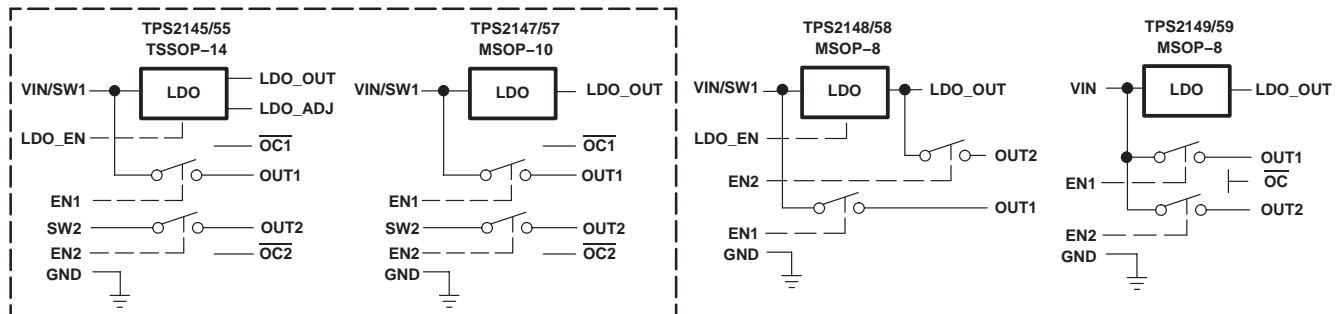 TPS2145/55
TSSOP–14
VIN/SW1
LDO
LDO_OUT
LDO_ADJ
LDO_EN
OC1
OUT1
EN1
SW2
OUT2
EN2
OC2
GND
TPS2147/57
MSOP–10
VIN/SW1
LDO
LDO_OUT
OC1
OUT1
EN1
SW2
OUT2
EN2
OC2
GND
TPS2148/58
MSOP–8
VIN/SW1
LDO
LDO_OUT
LDO_EN
OUT2
EN2
OUT1
EN1
GND
TPS2149/59
MSOP–8
VIN
LDO
LDO_OUT
OUT1
EN1
OC
OUT2
EN2
GND